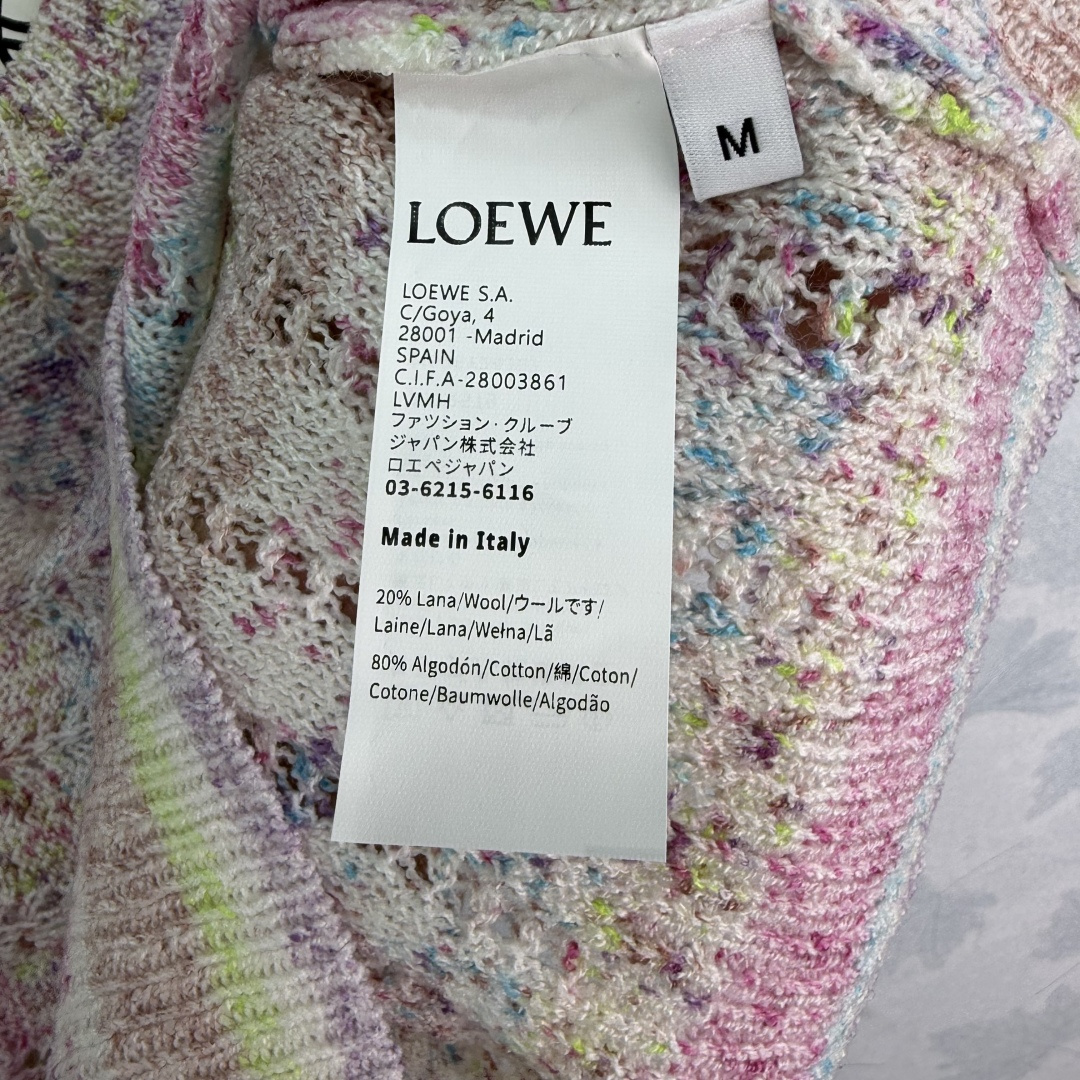 M
LOEWE
LOEWE S.A.
C/Goya, 4
28001 -Madrid
SPAIN
C.I.F.A-28003861
LVMH
ファツション・クルーブ
ジャパン株式会社
ロエベジャパン
03-6215-6116
Made in Italy
20% Lana/Wool/ウールです/
Laine/Lana/Wełna/Lã
80% Algodón/Cotton/綿/Coton/
Cotone/Baumwolle/Algodão